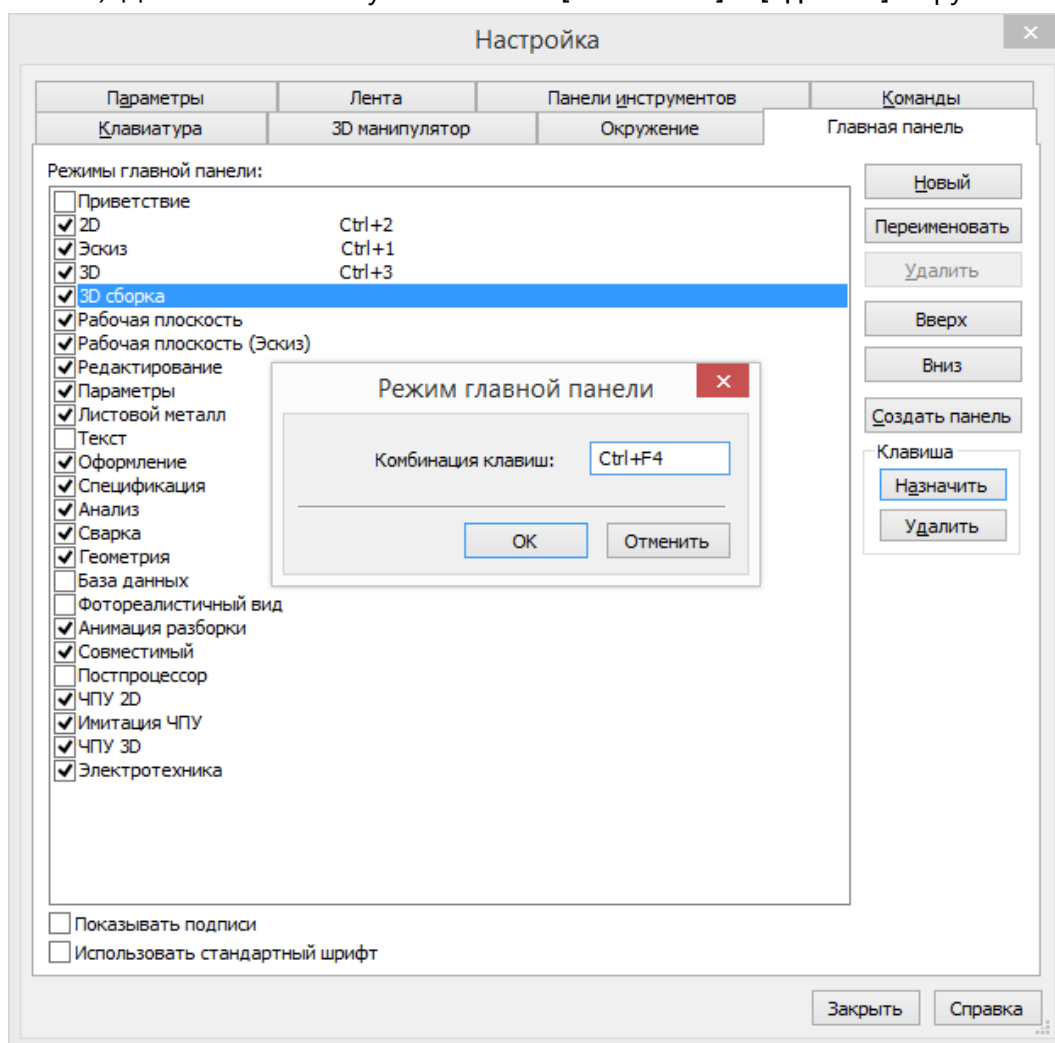 Настройка
Параметры Лента Панели инструментов Команды
Клавиатура 3D манипулятор Окружение Главная панель
Режимы главной панели:
Приветствие
2D Ctrl+2
Эскиз Ctrl+1
3D Ctrl+3
3D сборка
Рабочая плоскость
Рабочая плоскость (Эскиз)
Редактирование
Параметры
Листовой металл
Текст
Оформление
Спецификация
Анализ
Сварка
Геометрия
База данных
Фотореалистичный вид
Анимация разборки
Совместимый
Постпроцессор
ЧПУ 2D
Имитация ЧПУ
ЧПУ 3D
Электротехника
Режим главной панели
Комбинация клавиш: Ctrl+F4
OK Отменить
Новый
Переименовать
Удалить
Вверх
Вниз
Создать панель
Клавиша
Назначить
Удалить
Показывать подписи
Использовать стандартный шрифт
Закрыть Справка